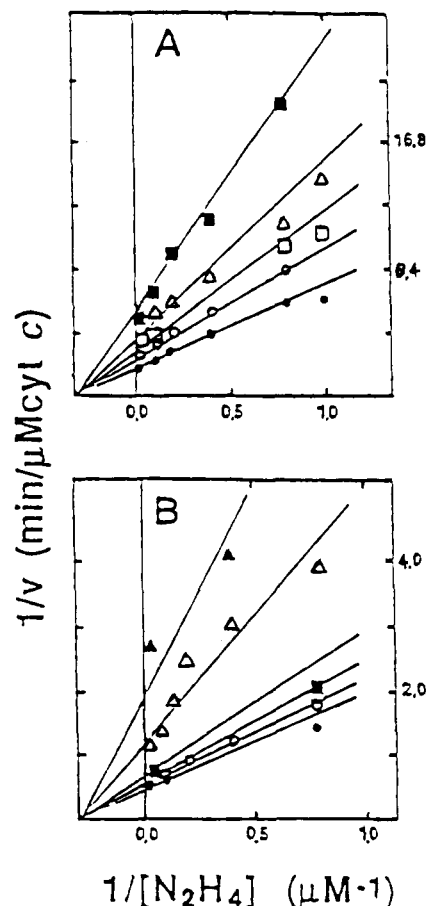 A
16,8
8,4
0,0 0,5 1,0
1/v (min/μMcyt c)
B
4,0
2,0
0,0 0,5 1,0
1/[N₂H₄] (μM-1)